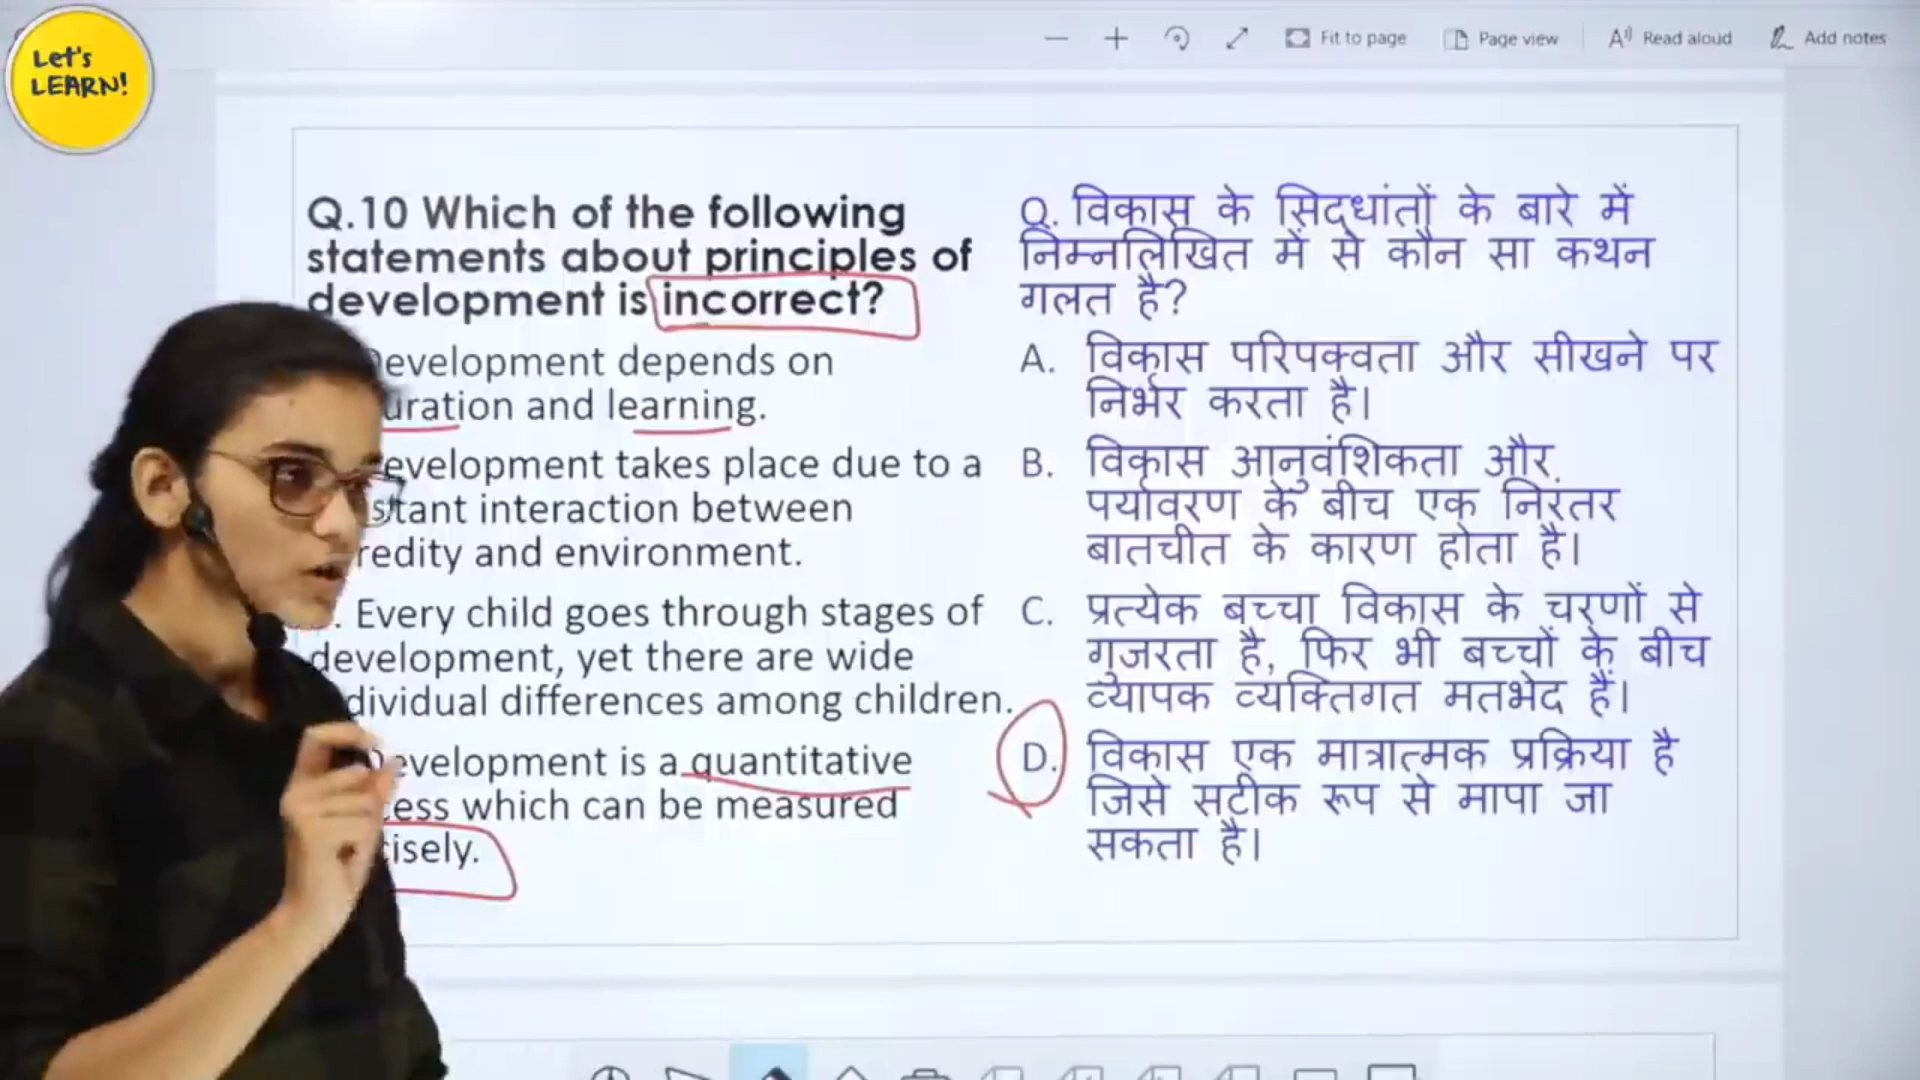 Let's
LEARN!
Fit to page
Page view
Read aloud
Add notes
Q.10 Which of the following
statements about principles of
development is incorrect?
evelopment depends on
uration and learning.
evelopment takes place due to a
stant interaction between
redity and environment.
. Every child goes through stages of
development, yet there are wide
dividual differences among children.
evelopment is a quantitative
cess which can be measured
cisely.
Q. विकास के सिद्धांतों के बारे में
निम्नलिखित में से कौन सा कथन
गलत है?
A. विकास परिपक्वता और सीखने पर
निर्भर करता है।
B. विकास आनुवंशिकता और
पर्यावरण के बीच एक निरंतर
बातचीत के कारण होता है।
C. प्रत्येक बच्चा विकास के चरणों से
गुजरता है, फिर भी बच्चों के बीच
व्यापक व्यक्तिगत मतभेद हैं।
D. विकास एक मात्रात्मक प्रक्रिया है
जिसे सटीक रूप से मापा जा
सकता है।